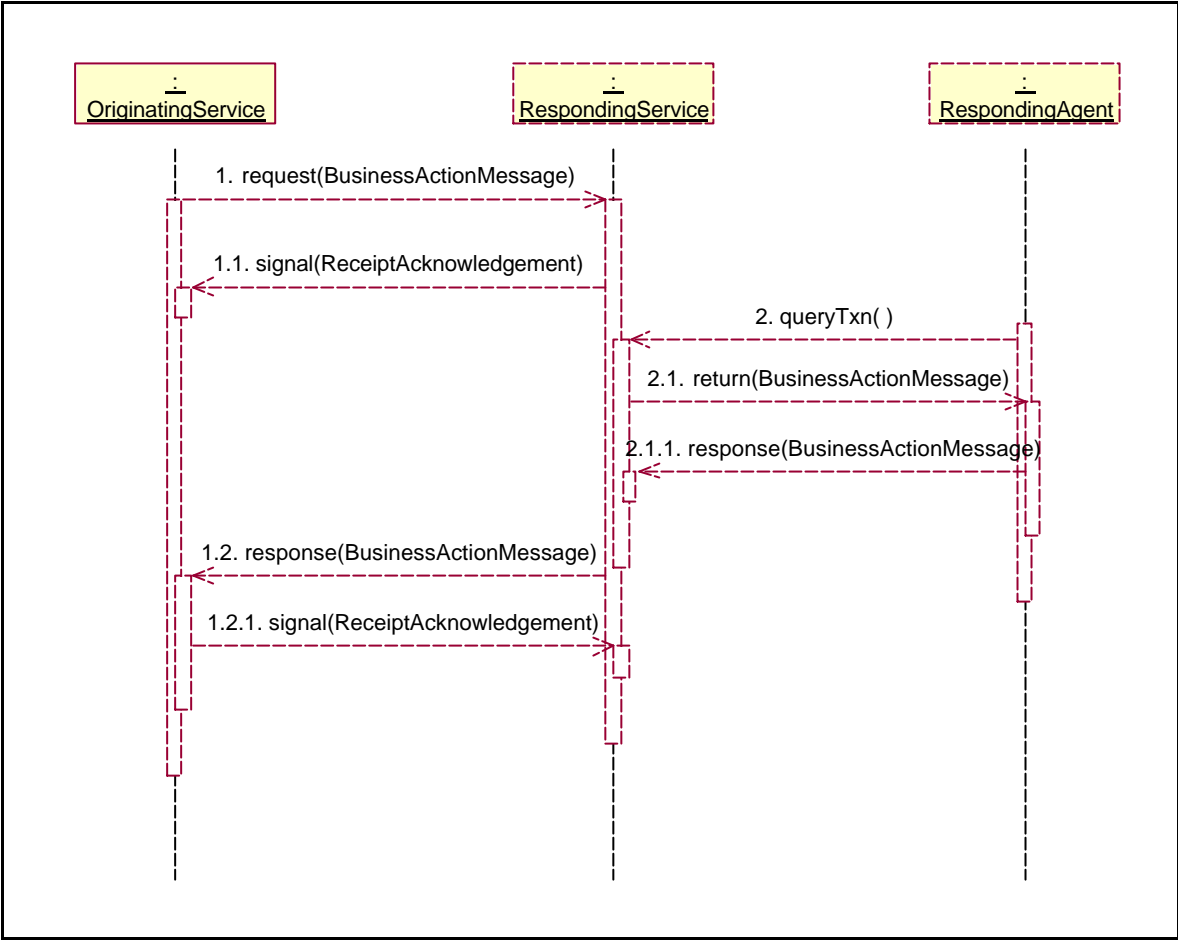 :
OriginatingService
:
RespondingService
:
RespondingAgent
1. request(BusinessActionMessage)
1.1. signal(ReceiptAcknowledgement)
2. queryTxn( )
2.1. return(BusinessActionMessage)
2.1.1. response(BusinessActionMessage)
1.2. response(BusinessActionMessage)
1.2.1. signal(ReceiptAcknowledgement)